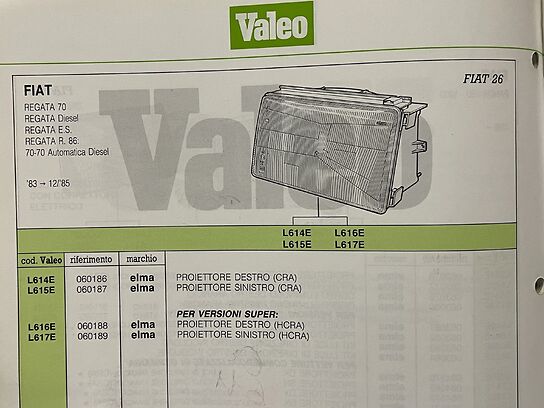 Valeo
FIAT 26
FIAT
REGATA 70
REGATA Diesel
REGATA E.S.
REGATA R. 86:
70-70 Automatica Diesel
'83 → 12/'85
Valeo
L614E L616E
L615E L617E
cod. Valeo riferimento marchio
L614E 060186 elma PROIETTORE DESTRO (CRA)
L615E 060187 elma PROIETTORE SINISTRO (CRA)
PER VERSIONI SUPER:
L616E 060188 elma PROIETTORE DESTRO (HCRA)
L617E 060189 elma PROIETTORE SINISTRO (HCRA)